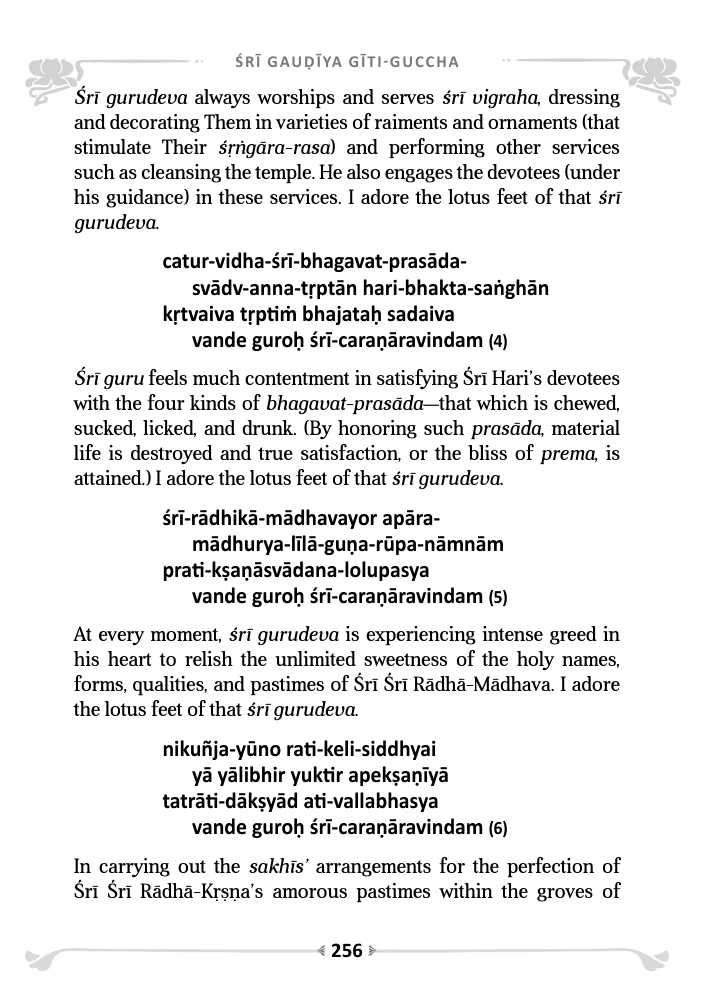 ŚRĪ GAUḌĪYA GĪTI-GUCCHA
Śrī gurudeva always worships and serves śrī vigraha, dressing
and decorating Them in varieties of raiments and ornaments (that
stimulate Their śṛṅgāra-rasa) and performing other services
such as cleansing the temple. He also engages the devotees (under
his guidance) in these services. I adore the lotus feet of that śrī
gurudeva.
catur-vidha-śrī-bhagavat-prasāda-
svādv-anna-tṛptān hari-bhakta-saṅghān
kṛtvaiva tṛptiṁ bhajataḥ sadaiva
vande guroḥ śrī-caraṇāravindam (4)
Śrī guru feels much contentment in satisfying Śrī Hari’s devotees
with the four kinds of bhagavat-prasāda—that which is chewed,
sucked, licked, and drunk. (By honoring such prasāda, material
life is destroyed and true satisfaction, or the bliss of prema, is
attained.) I adore the lotus feet of that śrī gurudeva.
śrī-rādhikā-mādhavayor apāra-
mādhurya-līlā-guṇa-rūpa-nāmnām
prati-kṣaṇāsvādana-lolupasya
vande guroḥ śrī-caraṇāravindam (5)
At every moment, śrī gurudeva is experiencing intense greed in
his heart to relish the unlimited sweetness of the holy names,
forms, qualities, and pastimes of Śrī Śrī Rādhā-Mādhava. I adore
the lotus feet of that śrī gurudeva.
nikuñja-yūno rati-keli-siddhyai
yā yālibhir yuktir apekṣaṇīyā
tatrāti-dākṣyād ati-vallabhasya
vande guroḥ śrī-caraṇāravindam (6)
In carrying out the sakhīs’ arrangements for the perfection of
Śrī Śrī Rādhā-Kṛṣṇa’s amorous pastimes within the groves of
256